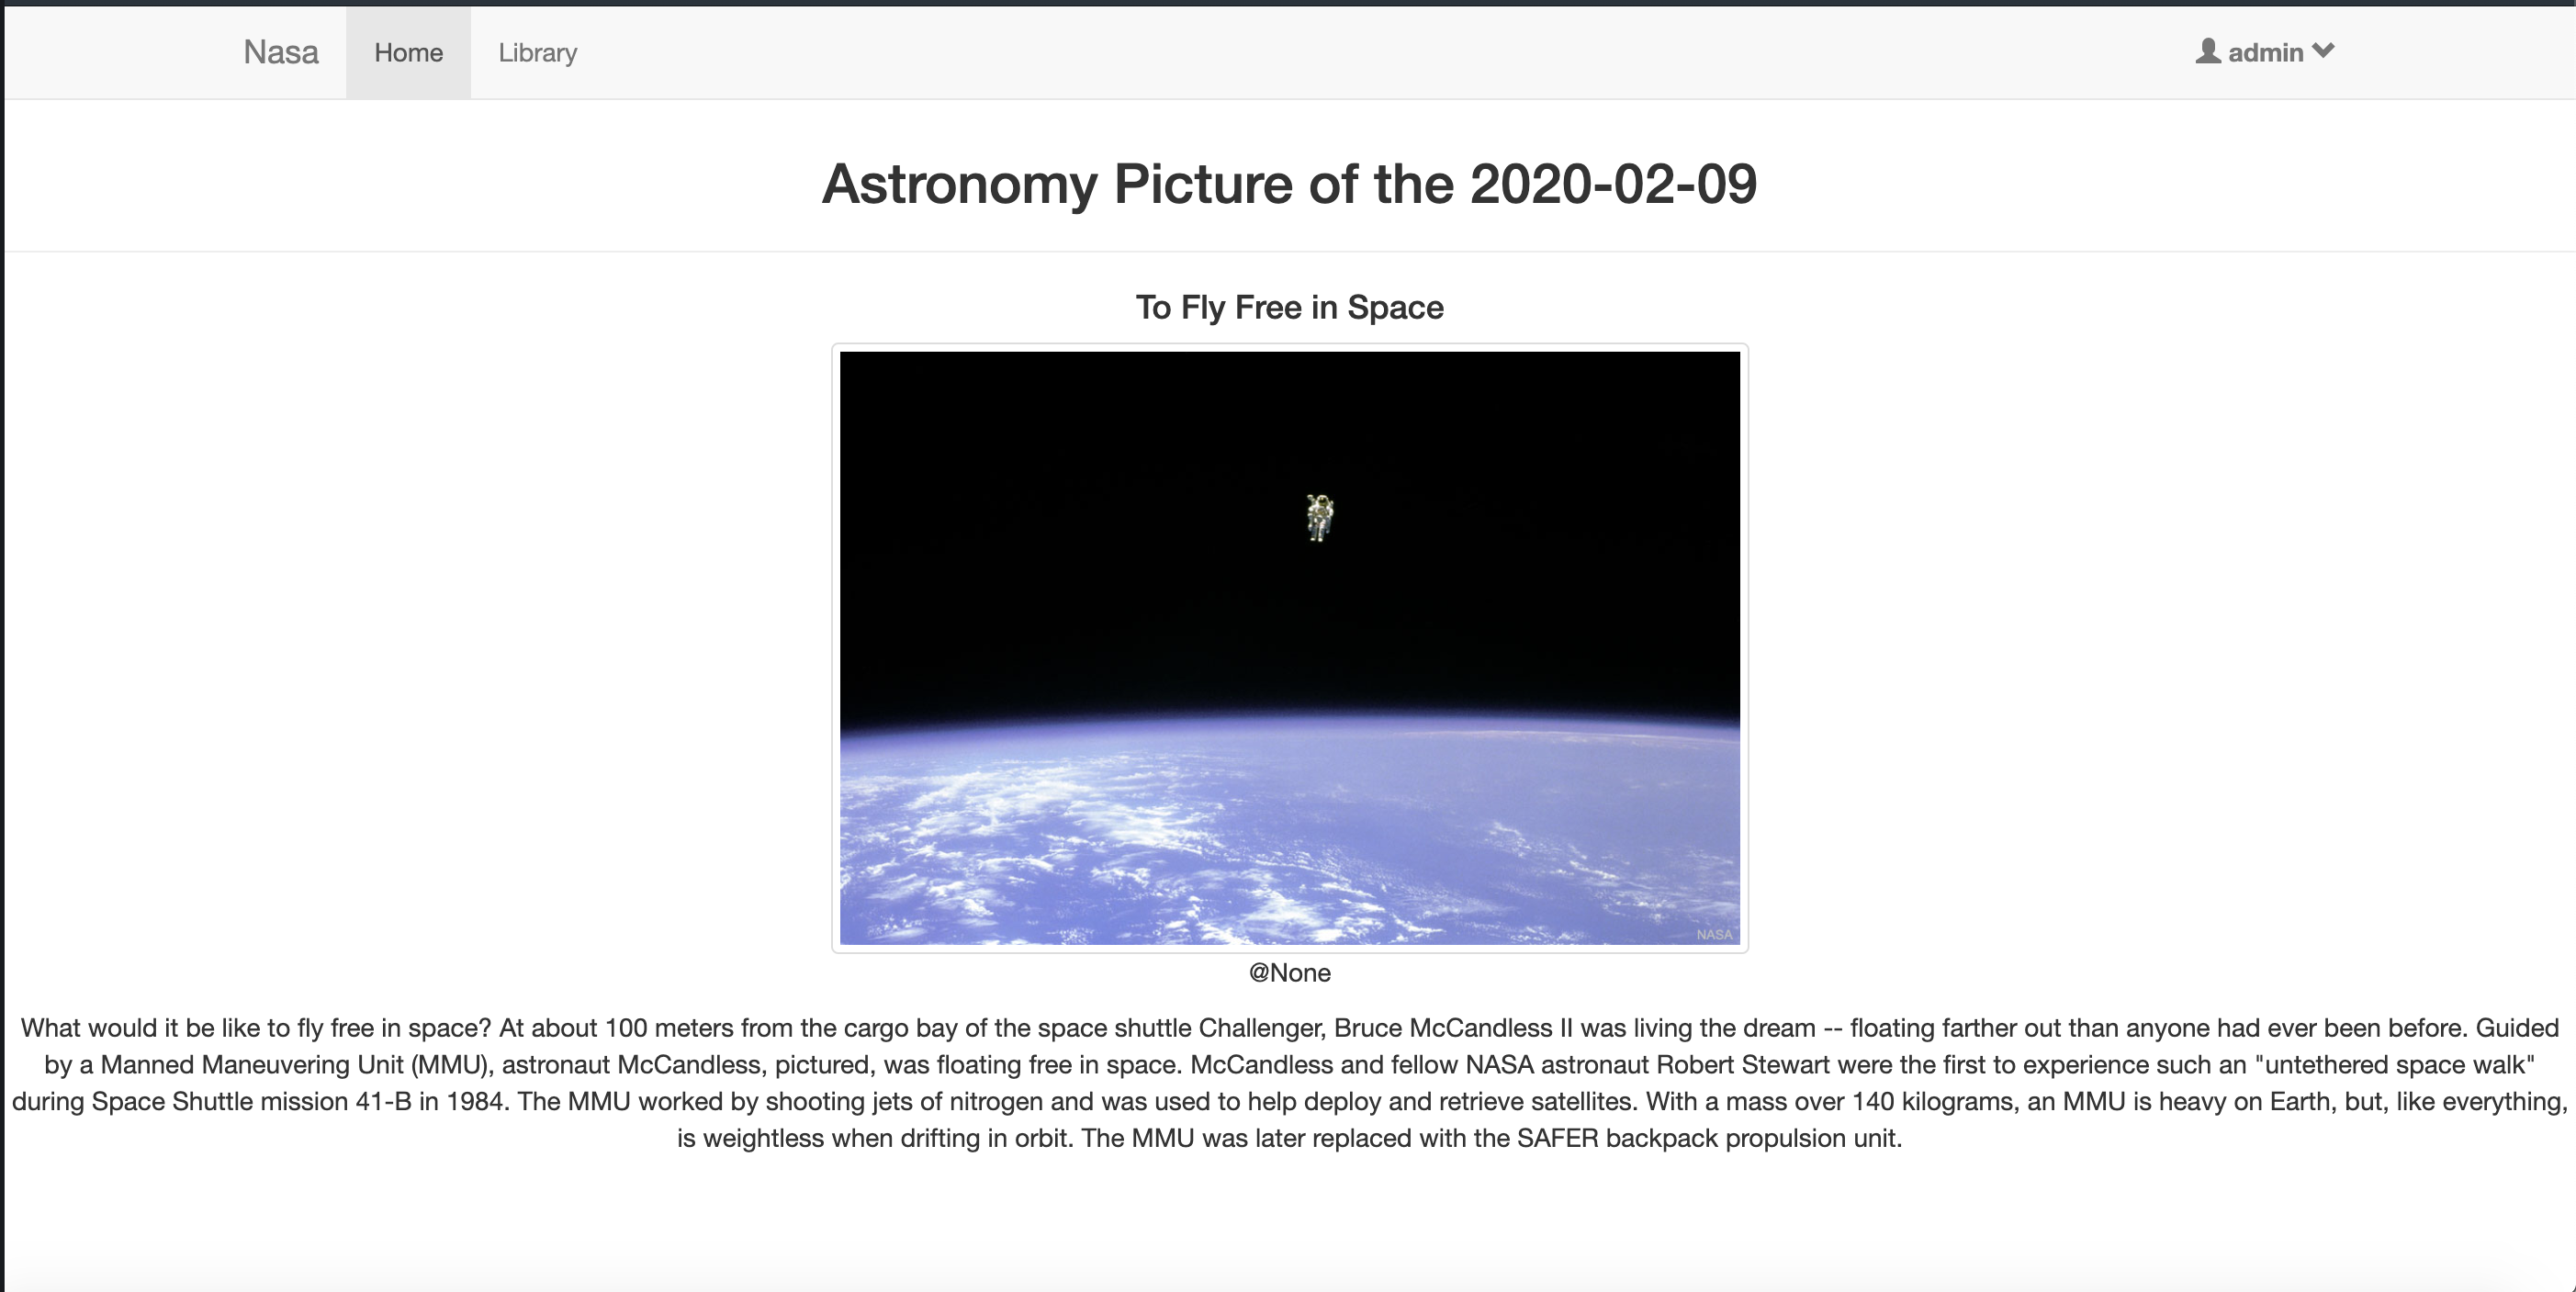 Nasa Home Library admin
Astronomy Picture of the 2020-02-09
To Fly Free in Space
NASA
@None
What would it be like to fly free in space? At about 100 meters from the cargo bay of the space shuttle Challenger, Bruce McCandless II was living the dream -- floating farther out than anyone had ever been before. Guided
by a Manned Maneuvering Unit (MMU), astronaut McCandless, pictured, was floating free in space. McCandless and fellow NASA astronaut Robert Stewart were the first to experience such an "untethered space walk"
during Space Shuttle mission 41-B in 1984. The MMU worked by shooting jets of nitrogen and was used to help deploy and retrieve satellites. With a mass over 140 kilograms, an MMU is heavy on Earth, but, like everything,
is weightless when drifting in orbit. The MMU was later replaced with the SAFER backpack propulsion unit.